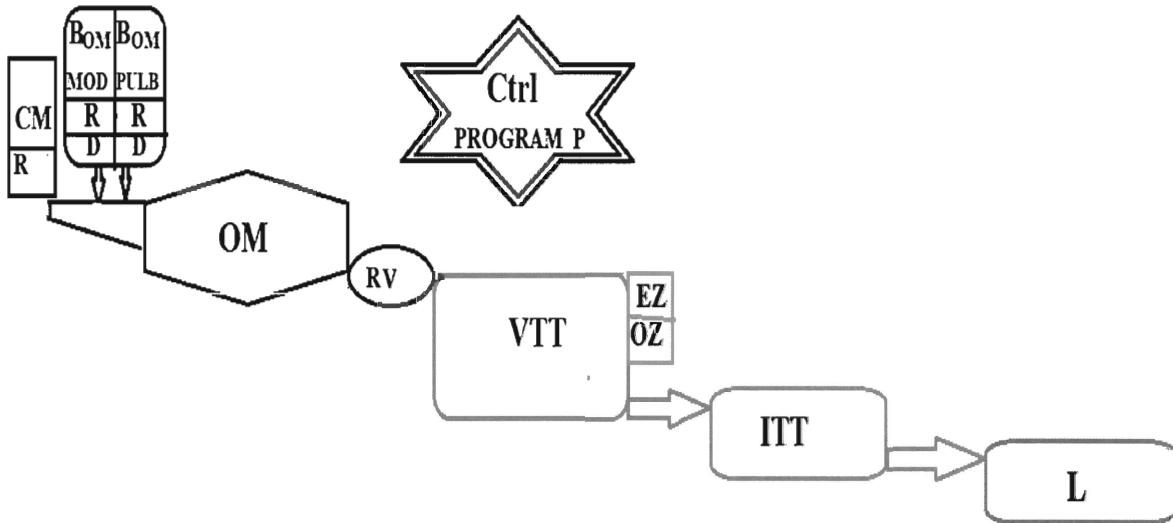 BOM BOM
MOD PULB
R R
D D
CM
R
Ctrl
PROGRAM P
OM
RV
VTT
EZ
OZ
ITT
L